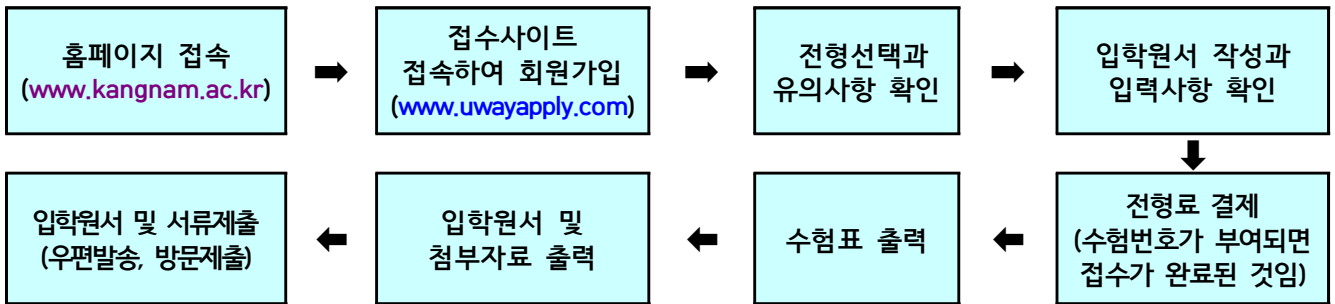 홈페이지 접속
(www.kangnam.ac.kr)
접수사이트
접속하여 회원가입
(www.uwayapply.com)
전형선택과
유의사항 확인
입학원서 작성과
입력사항 확인
전형료 결제
(수험번호가 부여되면
접수가 완료된 것임)
수험표 출력
입학원서 및
첨부자료 출력
입학원서 및 서류제출
(우편발송, 방문제출)